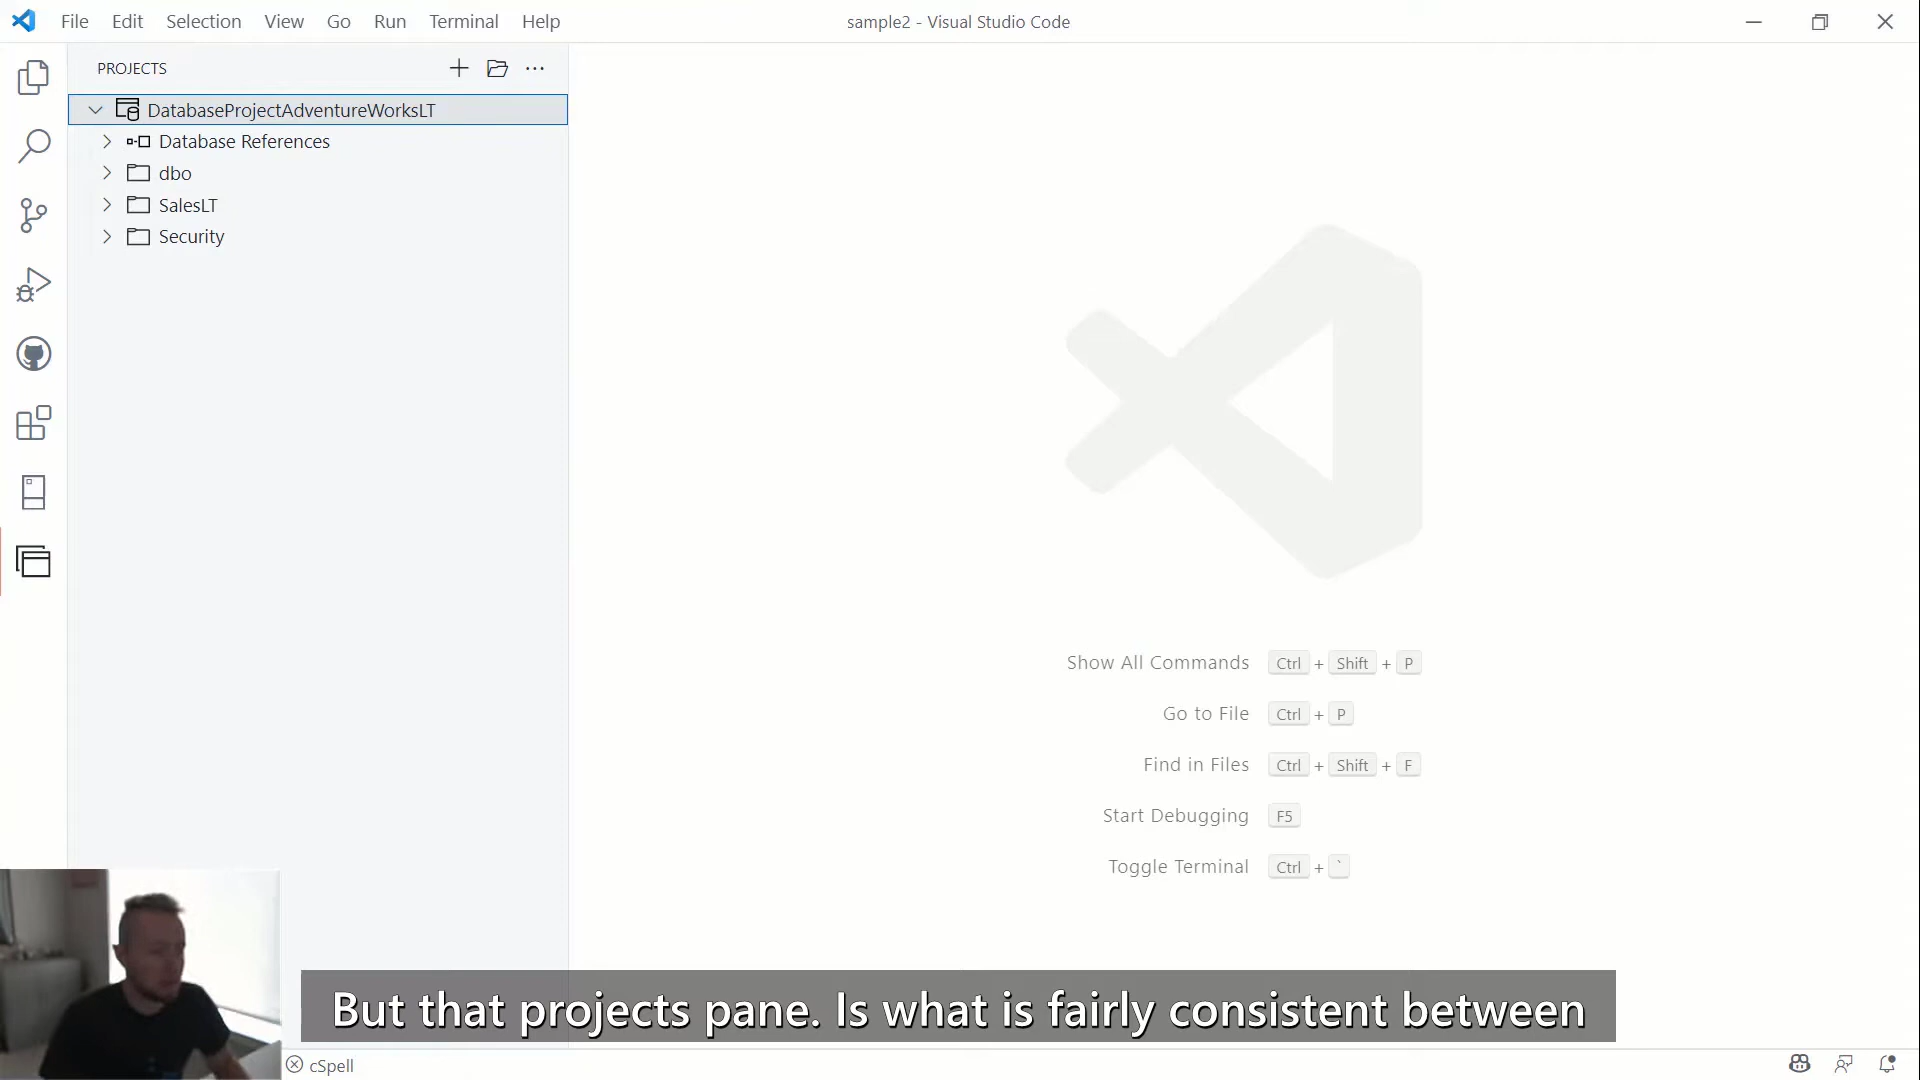 File Edit Selection View Go Run Terminal Help
sample2 - Visual Studio Code
PROJECTS
DatabaseProjectAdventureWorksLT
Database References
dbo
SalesLT
Security
Show All Commands Ctrl + Shift + P
Go to File Ctrl + P
Find in Files Ctrl + Shift + F
Start Debugging F5
Toggle Terminal Ctrl + `
But that projects pane. Is what is fairly consistent between
cSpell